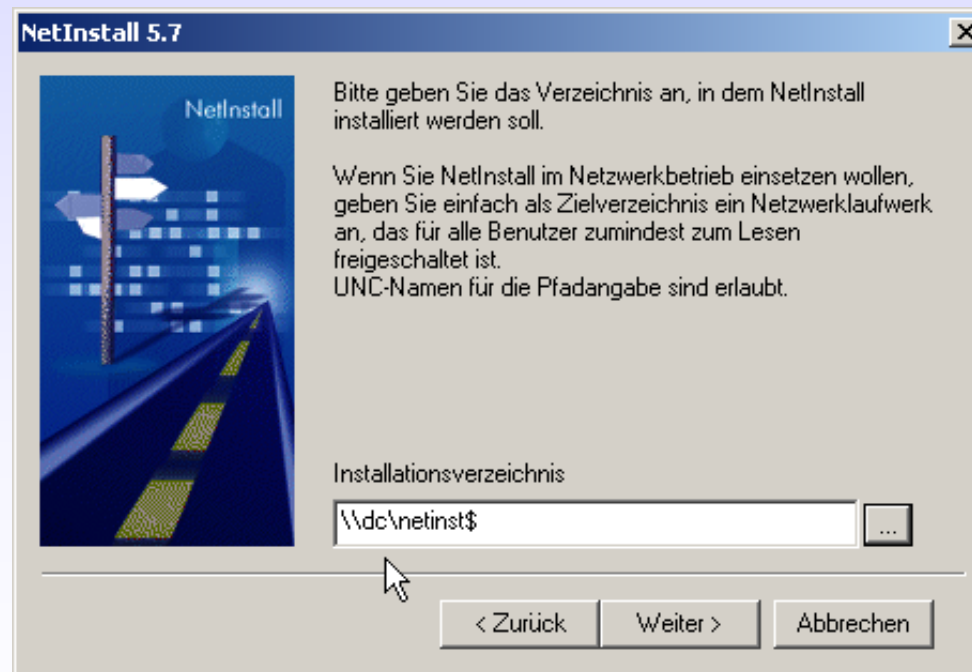 NetInstall 5.7
NetInstall
Bitte geben Sie das Verzeichnis an, in dem NetInstall
installiert werden soll.
Wenn Sie NetInstall im Netzwerkbetrieb einsetzen wollen,
geben Sie einfach als Zielverzeichnis ein Netzwerklaufwerk
an, das für alle Benutzer zumindest zum Lesen
freigeschaltet ist.
UNC-Namen für die Pfadangabe sind erlaubt.
Installationsverzeichnis
\\dc\netinst$
...
< Zurück
Weiter >
Abbrechen